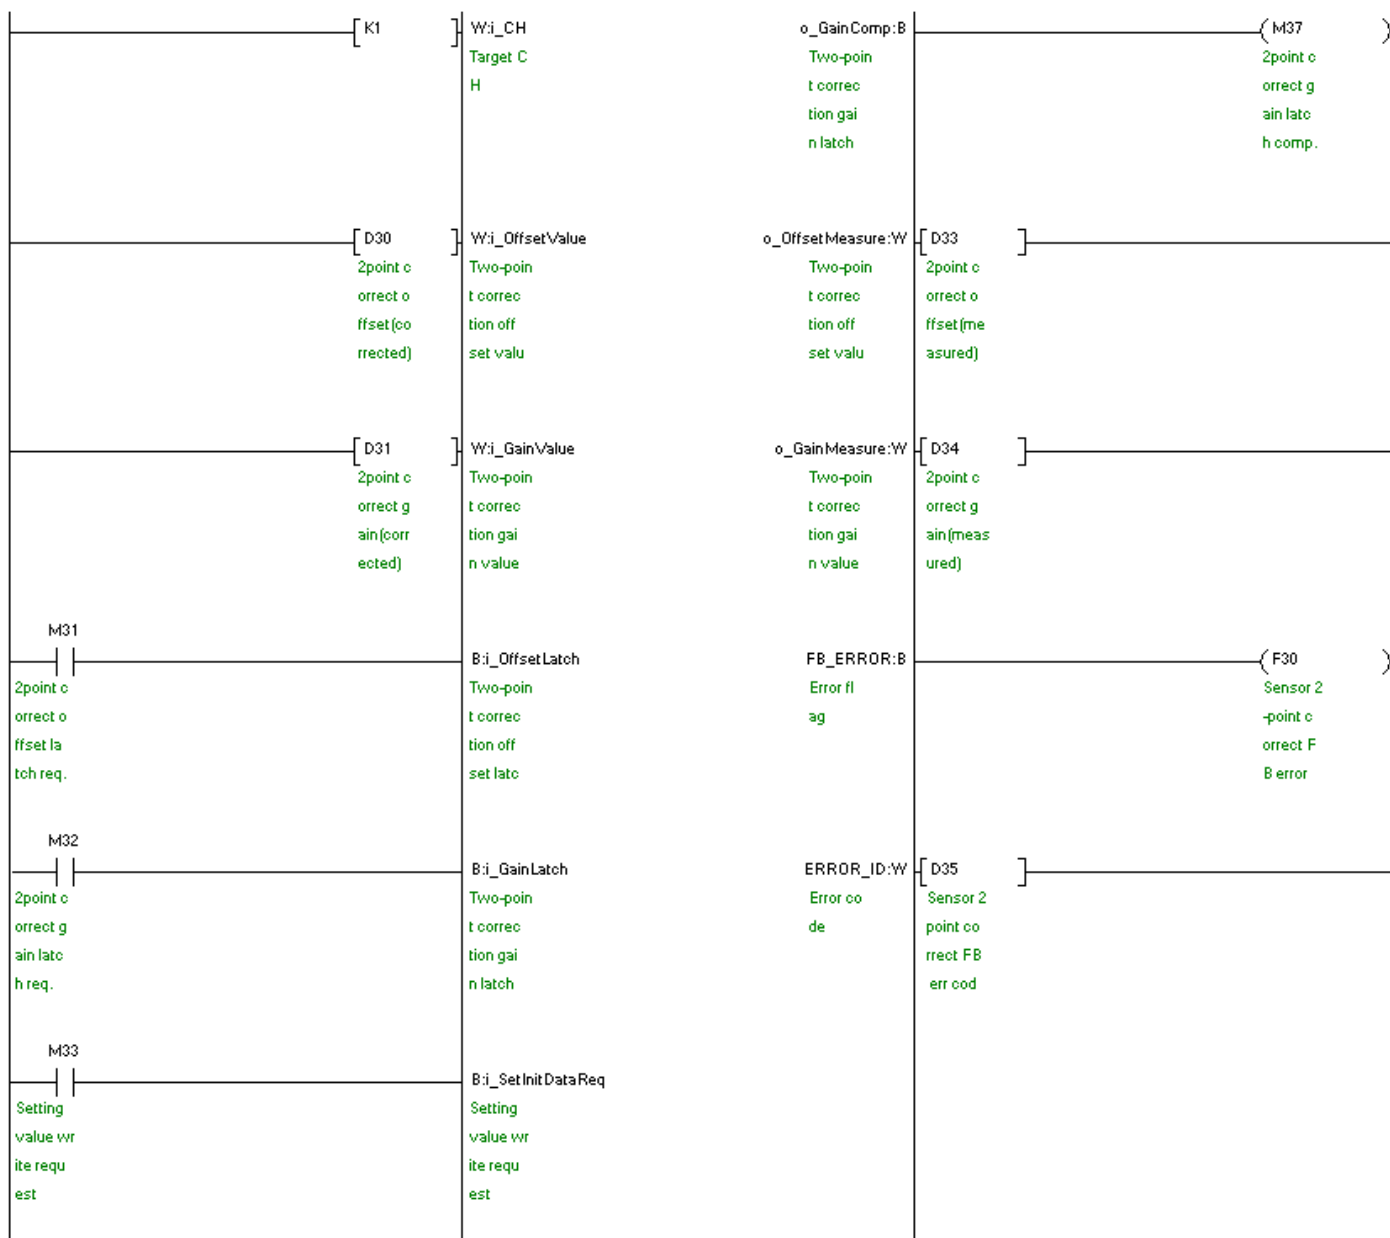 K1
W:i_CH
o_GainComp:B
M37
Target C
H
Two-poin
t correc
tion gai
n latch
2point c
orrect g
ain latc
h comp.
D30
W:i_OffsetValue
o_OffsetMeasure:W
D33
2point c
orrect o
ffset(co
rrected)
Two-poin
t correc
tion off
set valu
Two-poin
t correc
tion off
set valu
2point c
orrect o
ffset(me
asured)
D31
W:i_GainValue
o_GainMeasure:W
D34
2point c
orrect g
ain(corr
ected)
Two-poin
t correc
tion gai
n value
Two-poin
t correc
tion gai
n value
2point c
orrect g
ain(meas
ured)
M31
B:i_OffsetLatch
FB_ERROR:B
F30
2point c
orrect o
ffset la
tch req.
Two-poin
t correc
tion off
set latc
Error fl
ag
Sensor 2
-point c
orrect F
B error
M32
B:i_GainLatch
ERROR_ID:W
D35
2point c
orrect g
ain latc
h req.
Two-poin
t correc
tion gai
n latch
Error co
de
Sensor 2
point co
rrect FB
err cod
M33
B:i_SetInitDataReq
Setting
value wr
ite requ
est
Setting
value wr
ite requ
est